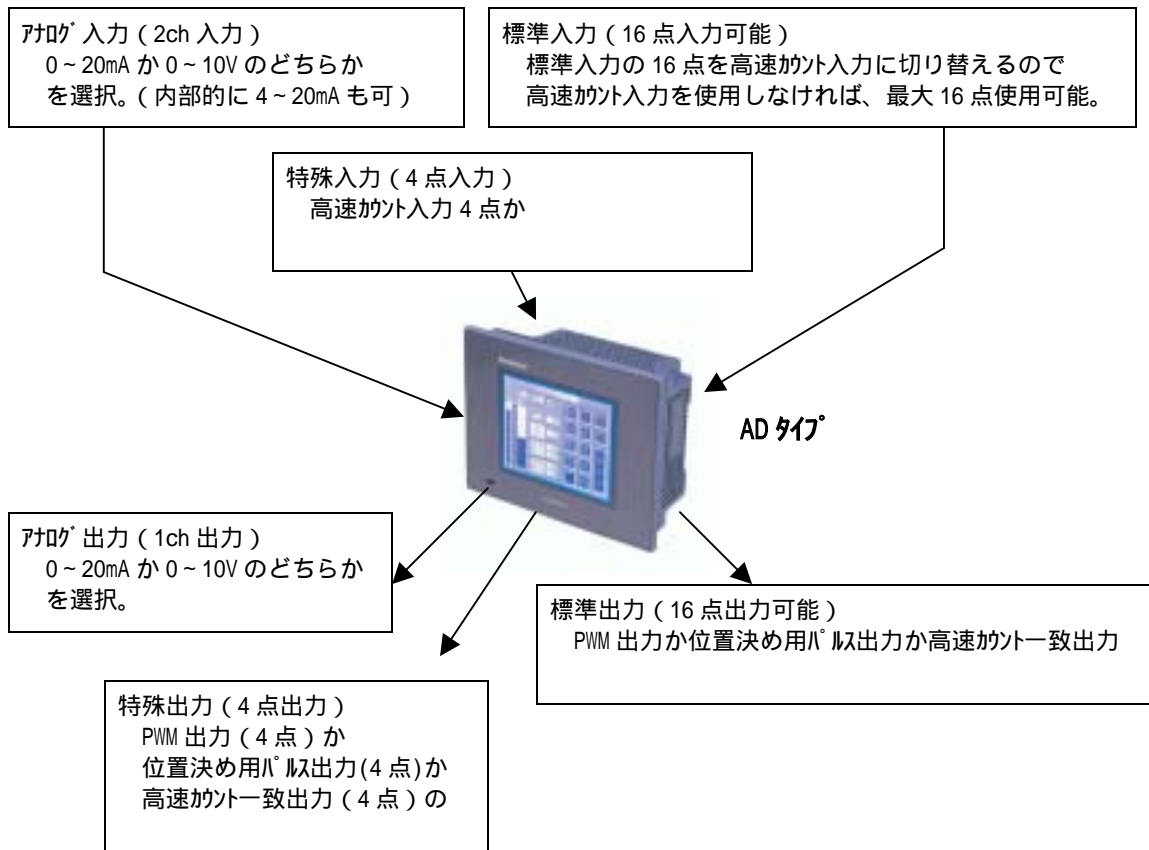 ｱﾅﾛｸﾞ入力（2ch 入力）
0～20mA か 0～10V のどちらか
を選択。（内部的に 4～20mA も可）
標準入力（16 点入力可能）
標準入力の 16 点を高速ｶｳﾝﾄ入力に切り替えるので
高速ｶｳﾝﾄ入力を使用しなければ、最大 16 点使用可能。
特殊入力（4 点入力）
高速ｶｳﾝﾄ入力 4 点か
AD ﾀｲﾌﾟ
ｱﾅﾛｸﾞ出力（1ch 出力）
0～20mA か 0～10V のどちらか
を選択。
標準出力（16 点出力可能）
PWM 出力か位置決め用ﾊﾟﾙｽ出力か高速ｶｳﾝﾄ一致出力
特殊出力（4 点出力）
PWM 出力（4 点）か
位置決め用ﾊﾟﾙｽ出力(4 点)か
高速ｶｳﾝﾄ一致出力（4 点）の